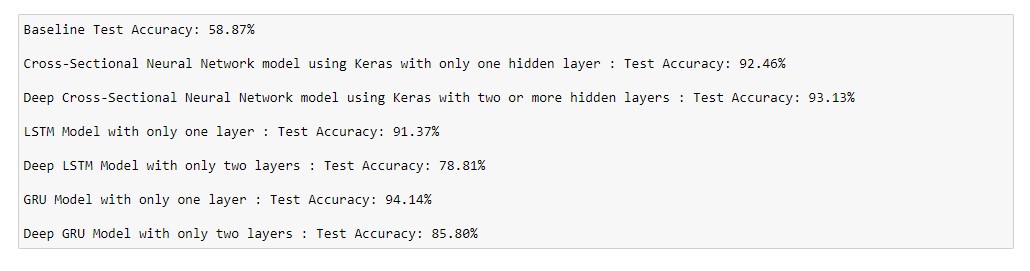 Baseline Test Accuracy: 58.87%
Cross-Sectional Neural Network model using Keras with only one hidden layer : Test Accuracy: 92.46%
Deep Cross-Sectional Neural Network model using Keras with two or more hidden layers : Test Accuracy: 93.13%
LSTM Model with only one layer : Test Accuracy: 91.37%
Deep LSTM Model with only two layers : Test Accuracy: 78.81%
GRU Model with only one layer : Test Accuracy: 94.14%
Deep GRU Model with only two layers : Test Accuracy: 85.80%